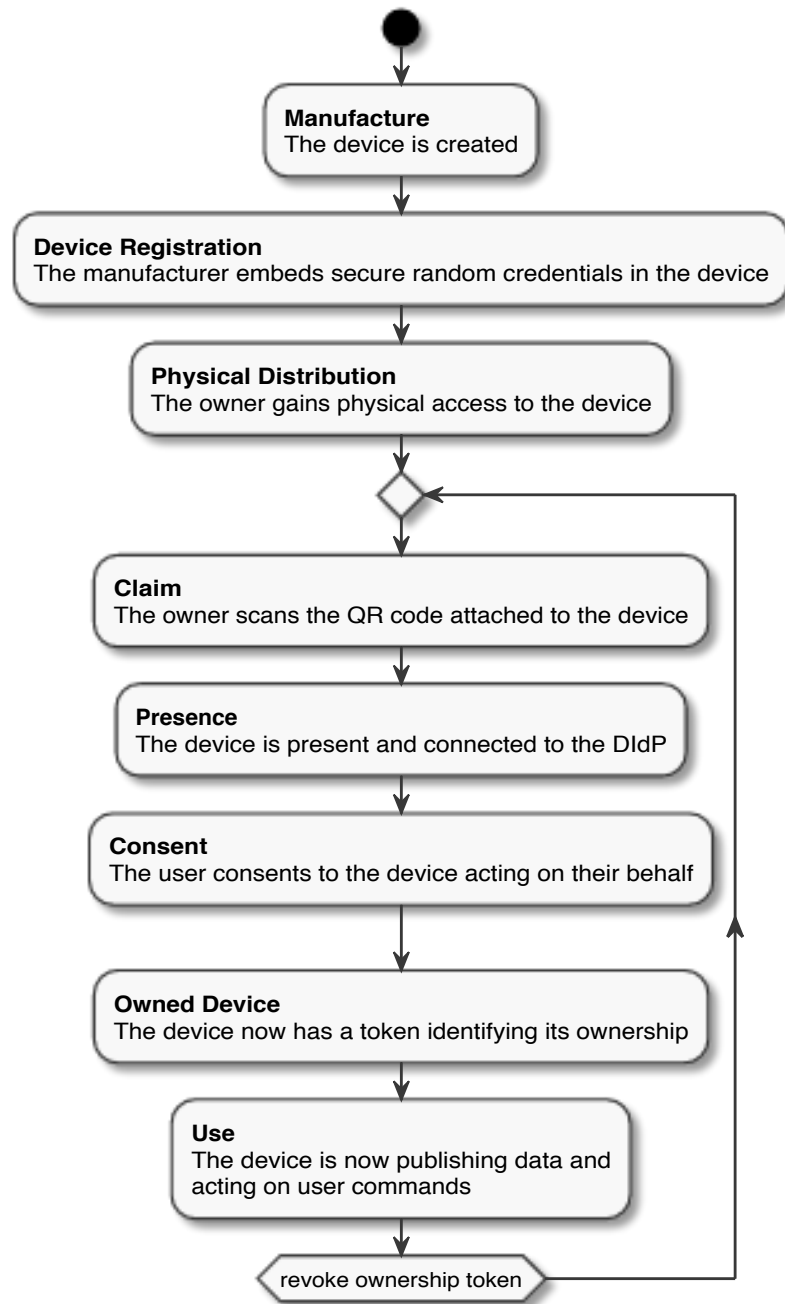 Manufacture
The device is created
Device Registration
The manufacturer embeds secure random credentials in the device
Physical Distribution
The owner gains physical access to the device
Claim
The owner scans the QR code attached to the device
Presence
The device is present and connected to the DIdP
Consent
The user consents to the device acting on their behalf
Owned Device
The device now has a token identifying its ownership
Use
The device is now publishing data and
acting on user commands
revoke ownership token